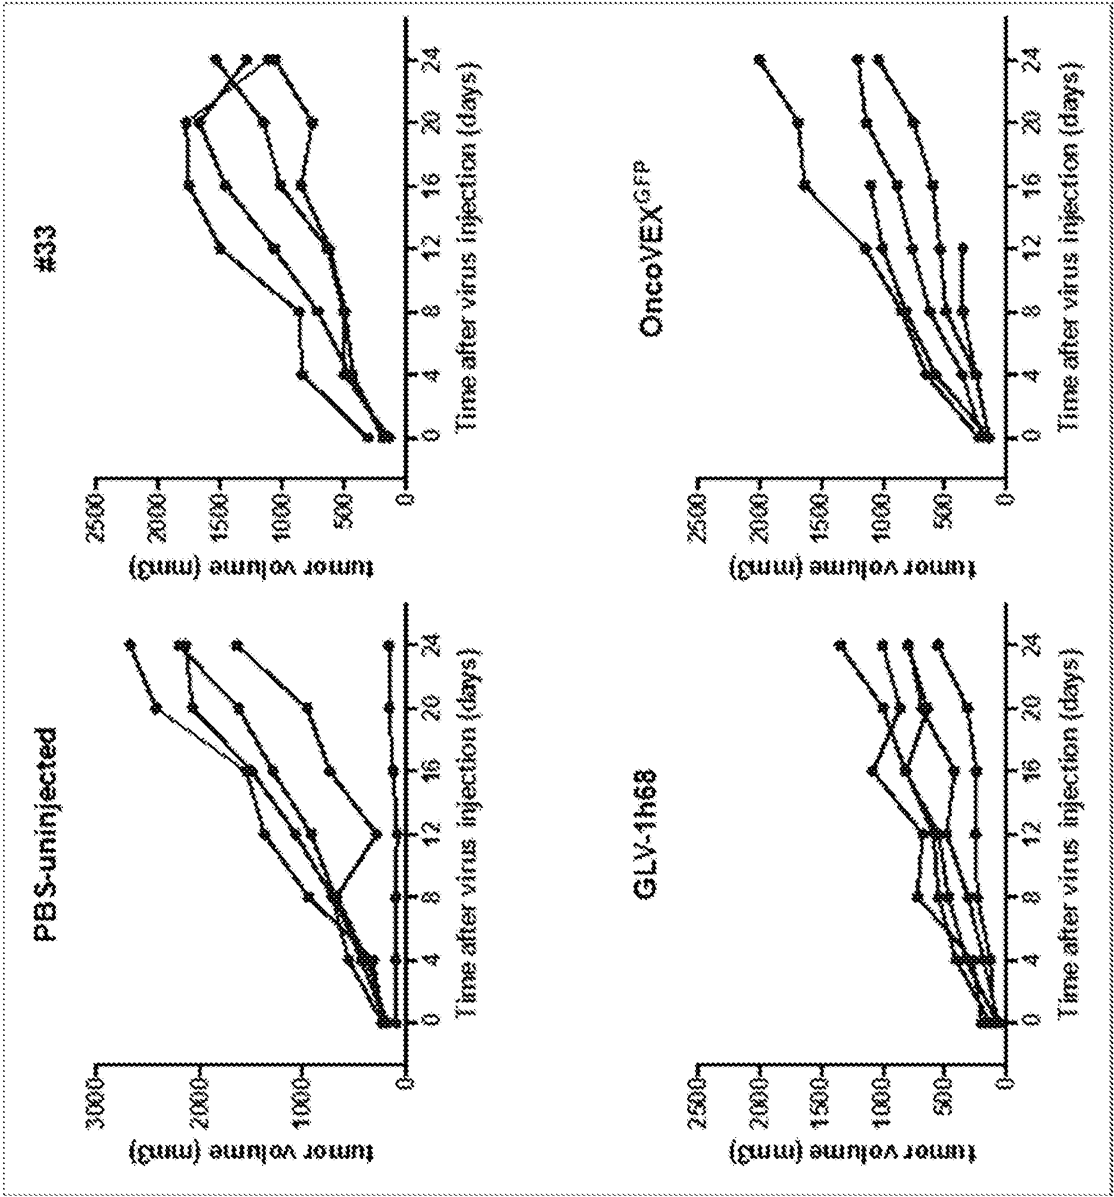 PBS-uninjected
tumor volume (mm3)
3000
2000
1000
0
0 4 8 12 16 20 24
Time after virus injection (days)
#33
tumor volume (mm3)
2500
2000
1500
1000
500
0
0 4 8 12 16 20 24
Time after virus injection (days)
GLV-1h68
tumor volume (mm3)
2500
2000
1500
1000
500
0
0 4 8 12 16 20 24
Time after virus injection (days)
OncoVEX^GFP
tumor volume (mm3)
2500
2000
1500
1000
500
0
0 4 8 12 16 20 24
Time after virus injection (days)